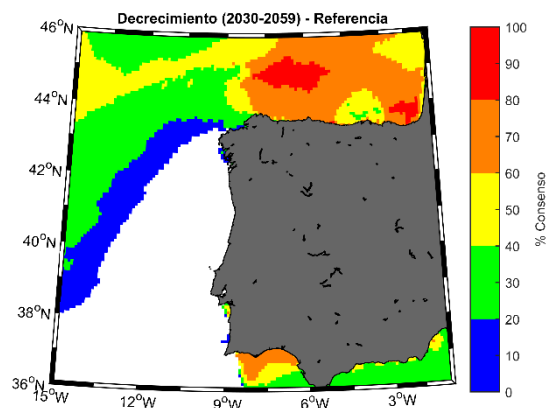 Decrecimiento (2030-2059) - Referencia
46°N
44°N
42°N
40°N
38°N
36°N
15°W
12°W
9°W
6°W
3°W
100
90
80
70
60
50
40
30
20
10
0
% Consenso